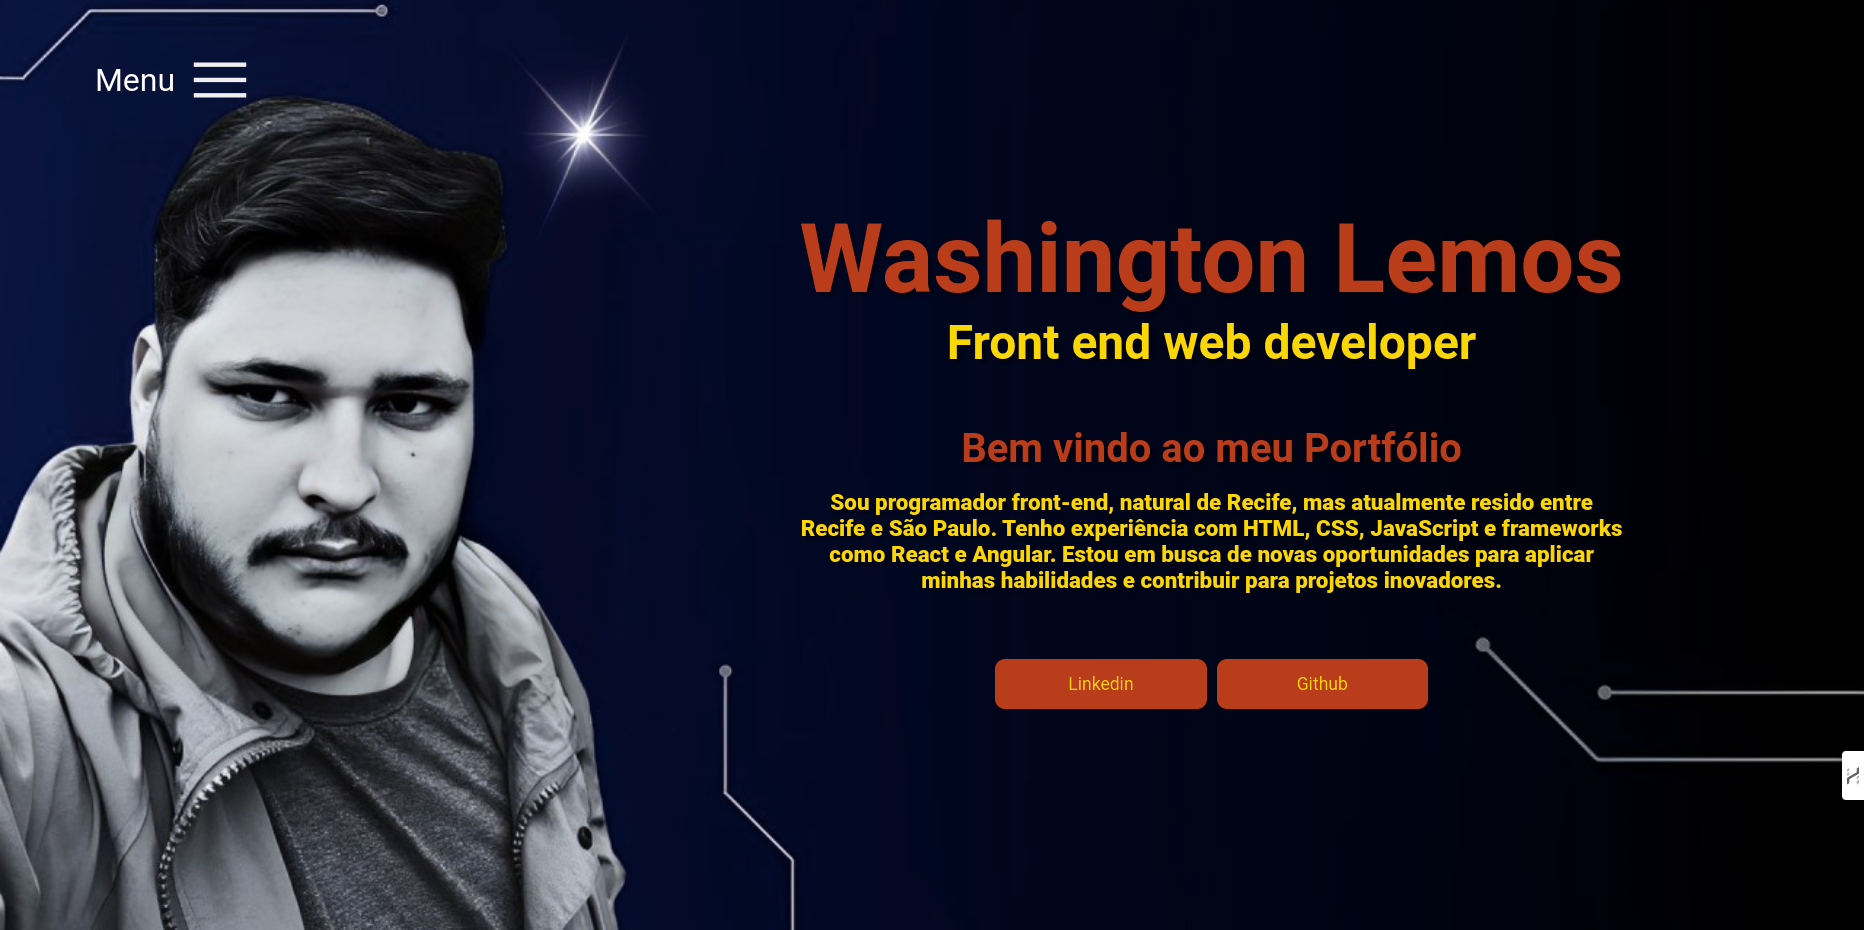 Menu
Washington Lemos
Front end web developer
Bem vindo ao meu Portfólio
Sou programador front-end, natural de Recife, mas atualmente resido entre
Recife e São Paulo. Tenho experiência com HTML, CSS, JavaScript e frameworks
como React e Angular. Estou em busca de novas oportunidades para aplicar
minhas habilidades e contribuir para projetos inovadores.
Linkedin
Github